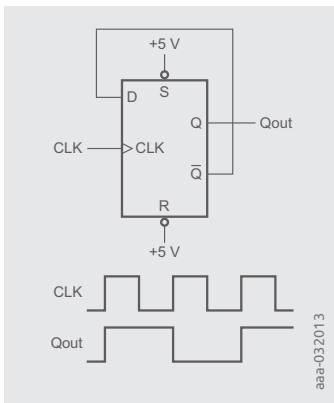 +5 V
S
D
Q
Qout
CLK
CLK
Q̅
R
+5 V
CLK
Qout
aaa-032013